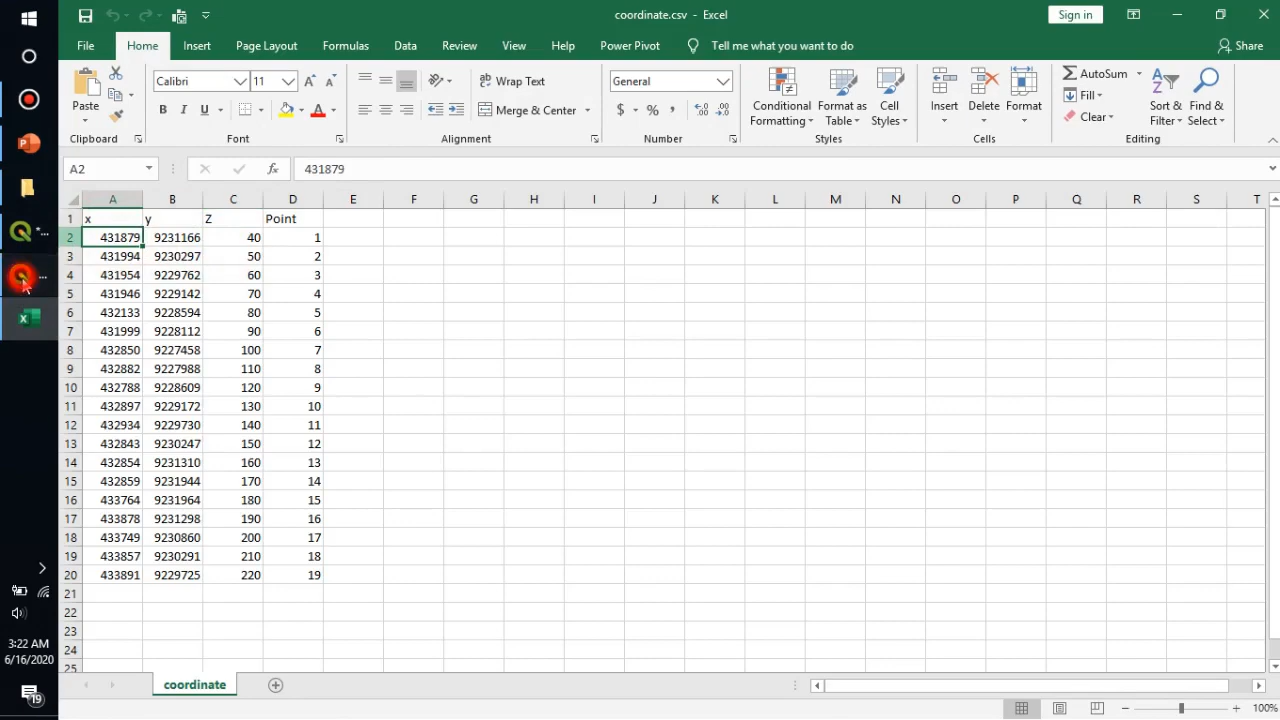 coordinate.csv - Excel
Sign in
File Home Insert Page Layout Formulas Data Review View Help Power Pivot Tell me what you want to do Share
Paste
Clipboard
Calibri 11
B I U
Font
Wrap Text
Merge & Center
Alignment
General
$ % ,
Number
Conditional Formatting
Format as Table
Cell Styles
Styles
Insert Delete Format
Cells
AutoSum
Fill
Clear
Sort & Filter
Find & Select
Editing
A2 fx 431879
A B C D E F G H I J K L M N O P Q R S T
1 x y Z Point
2 431879 9231166 40 1
3 431994 9230297 50 2
4 431954 9229762 60 3
5 431946 9229142 70 4
6 432133 9228594 80 5
7 431999 9228112 90 6
8 432850 9227458 100 7
9 432882 9227988 110 8
10 432788 9228609 120 9
11 432897 9229172 130 10
12 432934 9229730 140 11
13 432843 9230247 150 12
14 432854 9231310 160 13
15 432859 9231944 170 14
16 433764 9231964 180 15
17 433878 9231298 190 16
18 433749 9230860 200 17
19 433857 9230291 210 18
20 433891 9229725 220 19
21
22
23
24
25
coordinate
100%
*...
...
3:22 AM
6/16/2020
19